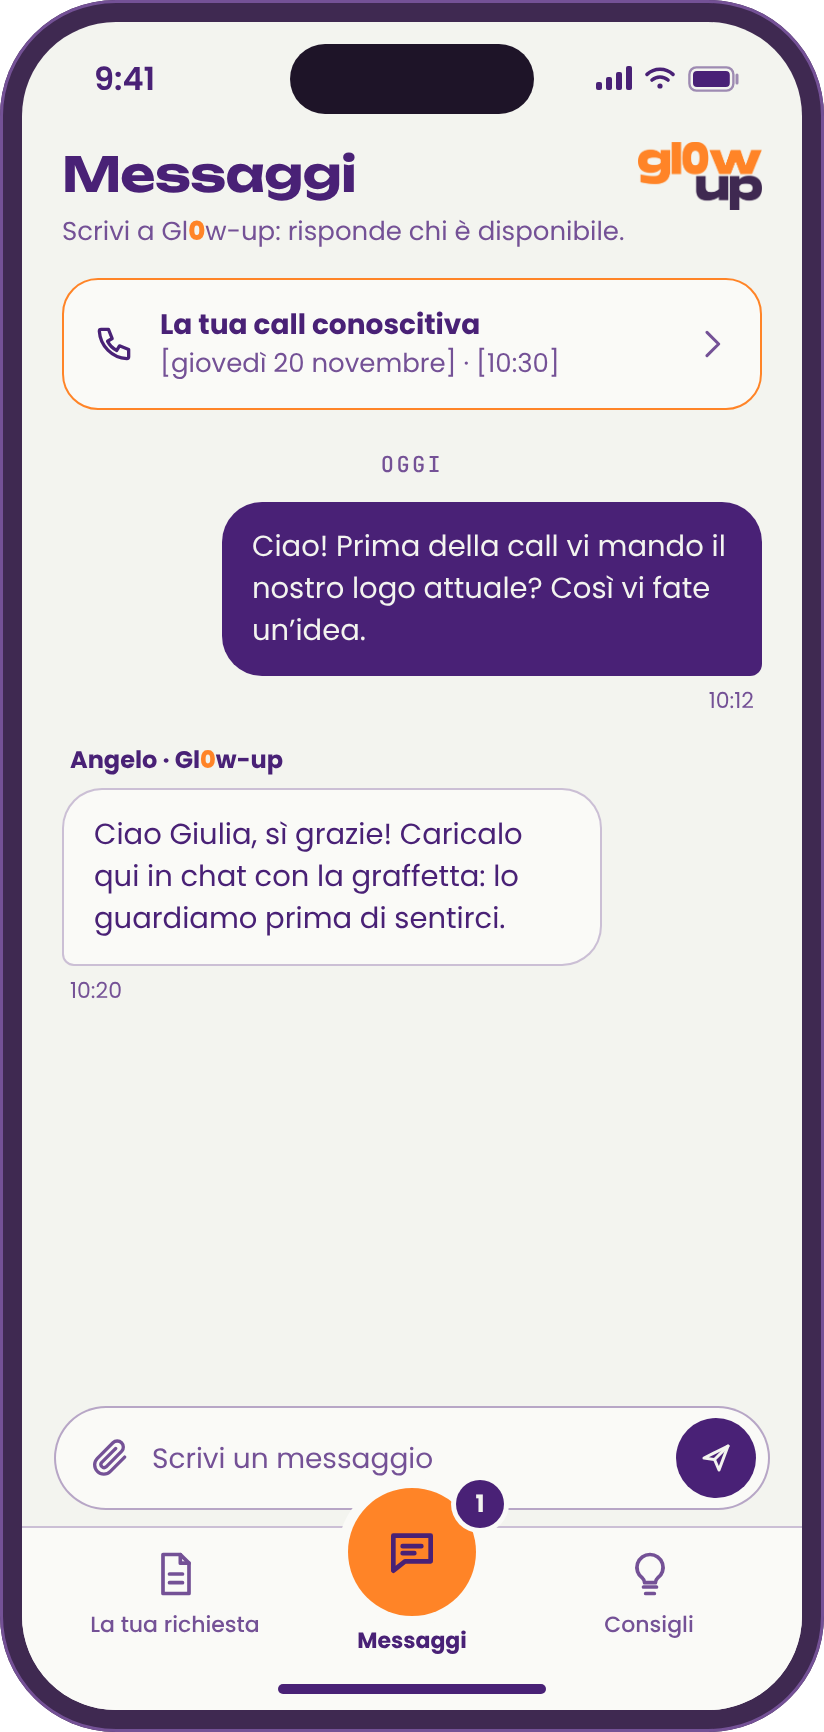 9:41
Messaggi
gl0w
up
Scrivi a Gl0w-up: risponde chi è disponibile.
La tua call conoscitiva
[giovedì 20 novembre] · [10:30]
OGGI
Ciao! Prima della call vi mando il
nostro logo attuale? Così vi fate
un’idea.
10:12
Angelo · Gl0w-up
Ciao Giulia, sì grazie! Caricalo
qui in chat con la graffetta: lo
guardiamo prima di sentirci.
10:20
Scrivi un messaggio
1
La tua richiesta
Messaggi
Consigli